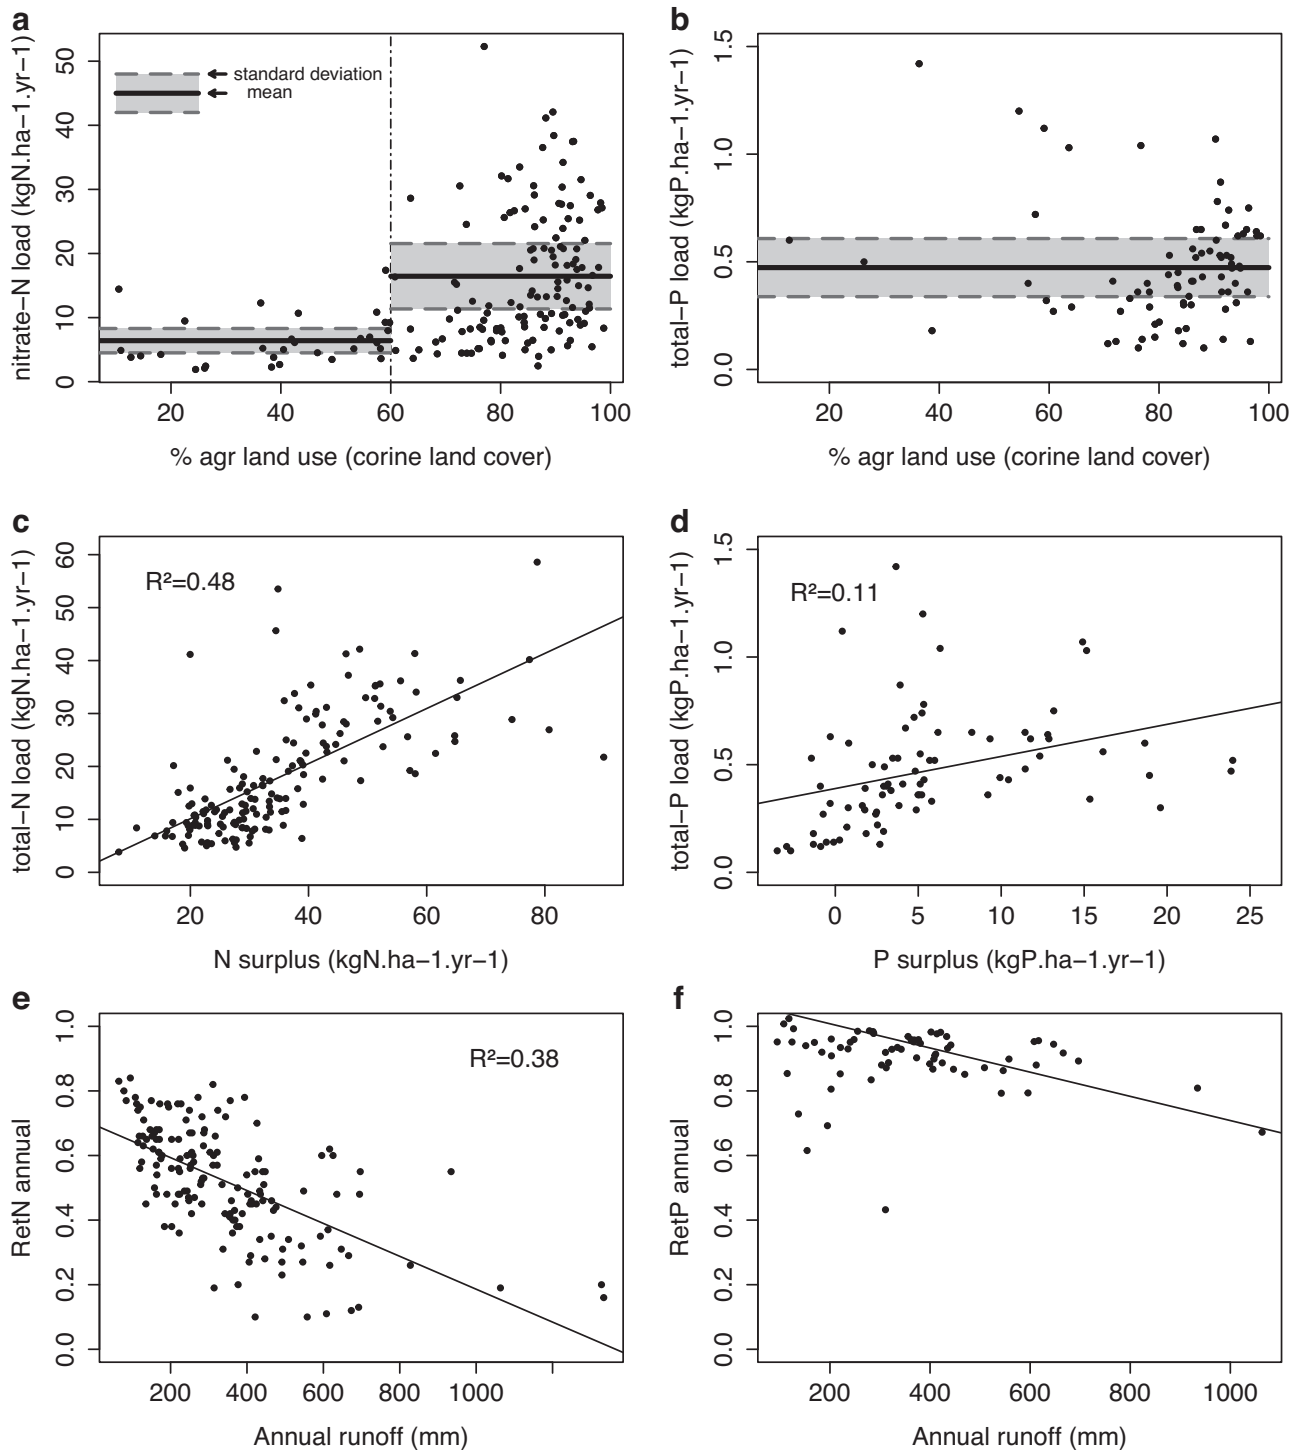 a
nitrate−N load (kgN.ha−1.yr−1)
0 10 20 30 40 50
standard deviation
mean
20 40 60 80 100
% agr land use (corine land cover)
b
total−P load (kgP.ha−1.yr−1)
0.0 0.5 1.0 1.5
20 40 60 80 100
% agr land use (corine land cover)
c
total−N load (kgN.ha−1.yr−1)
0 10 20 30 40 50 60
R²=0.48
20 40 60 80
N surplus (kgN.ha−1.yr−1)
d
total−P load (kgP.ha−1.yr−1)
0.0 0.5 1.0 1.5
R²=0.11
0 5 10 15 20 25
P surplus (kgP.ha−1.yr−1)
e
RetN annual
0.0 0.2 0.4 0.6 0.8 1.0
R²=0.38
200 400 600 800 1000
Annual runoff (mm)
f
RetP annual
0.0 0.2 0.4 0.6 0.8 1.0
200 400 600 800 1000
Annual runoff (mm)